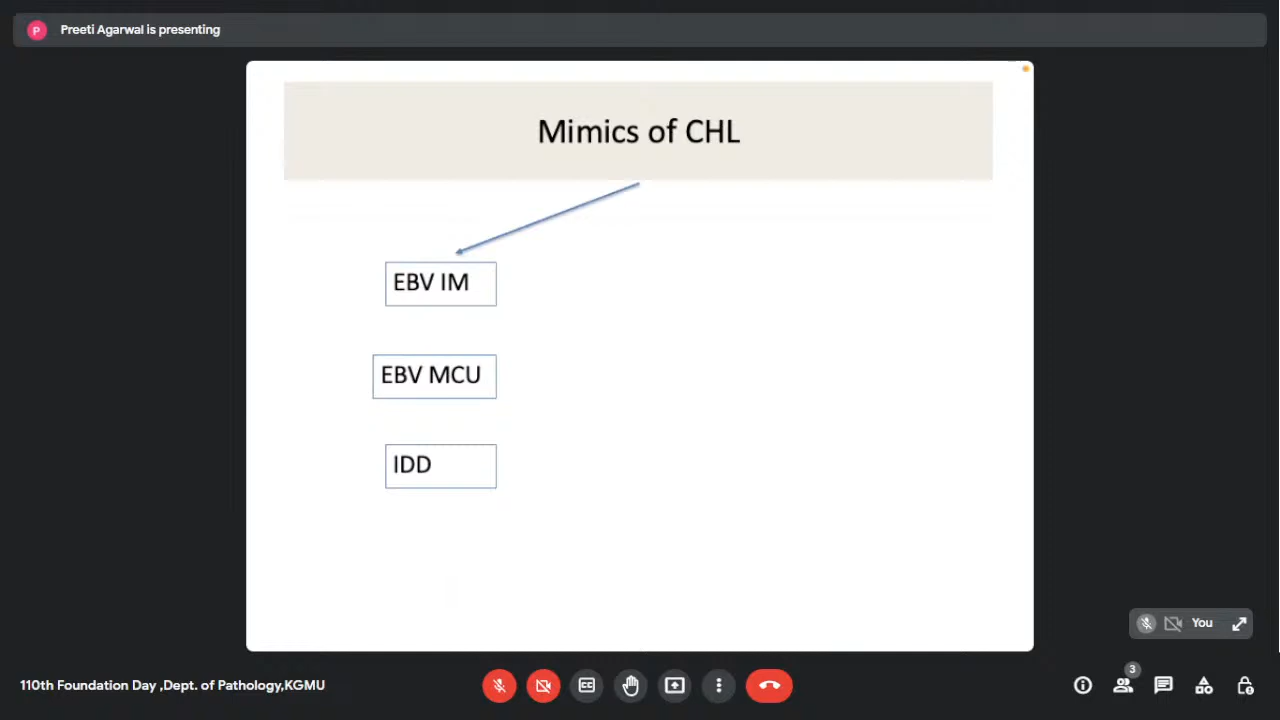 P
Preeti Agarwal is presenting
Mimics of CHL
EBV IM
EBV MCU
IDD
You
110th Foundation Day ,Dept. of Pathology,KGMU
CC
3